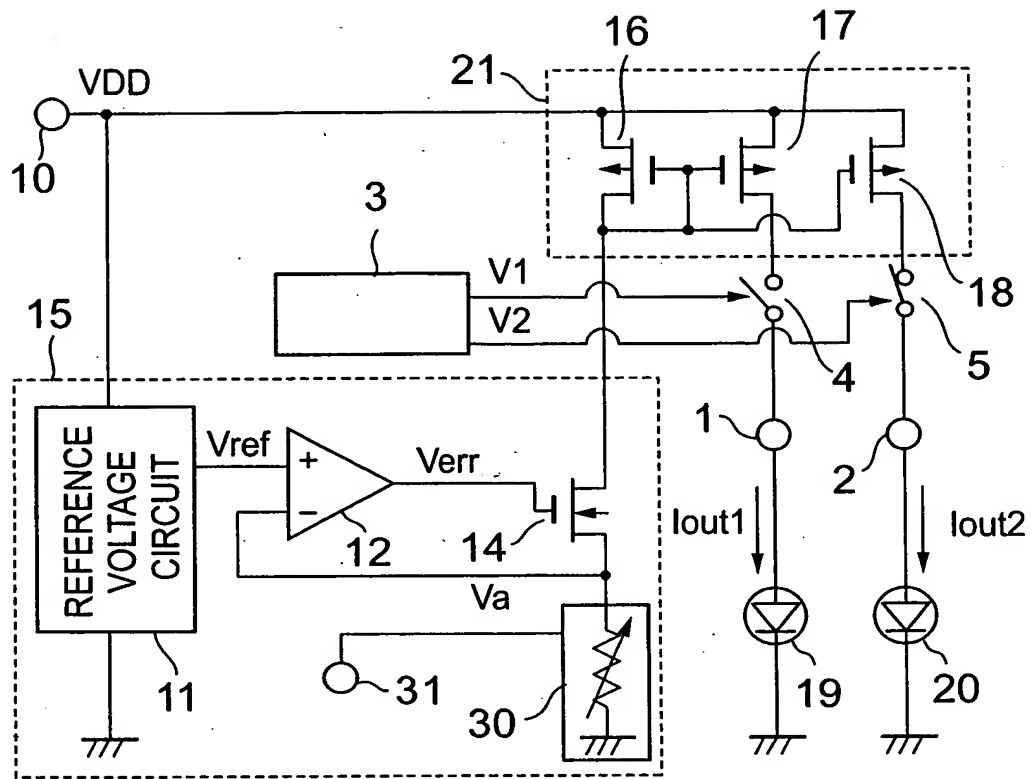 16
17
21
VDD
10
3
V1
V2
18
15
4
5
1
2
REFERENCE
VOLTAGE
CIRCUIT
Vref
+
−
Verr
12
14
Iout1
Iout2
Va
11
31
30
19
20